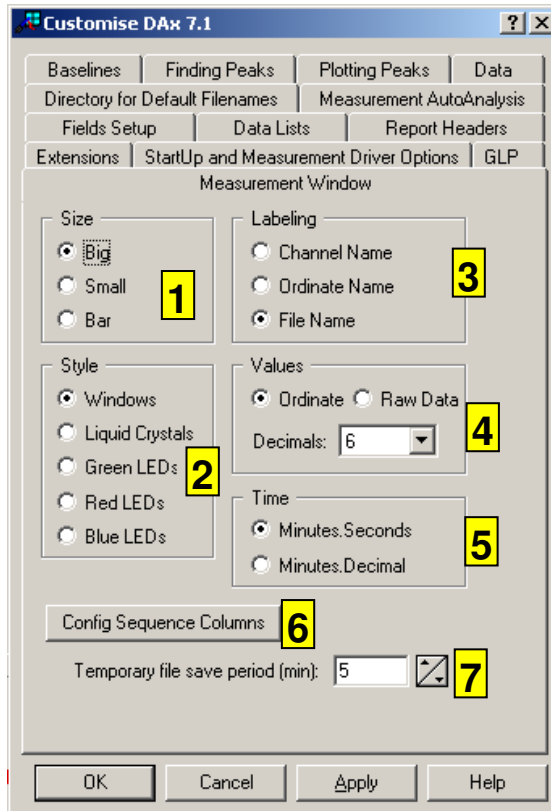 Customise DAx 7.1
Baselines Finding Peaks Plotting Peaks Data
Directory for Default Filenames Measurement AutoAnalysis
Fields Setup Data Lists Report Headers
Extensions StartUp and Measurement Driver Options GLP
Measurement Window
Size
Big
Small
Bar
1
Labeling
Channel Name
Ordinate Name
File Name
3
Style
Windows
Liquid Crystals
Green LEDs
Red LEDs
Blue LEDs
2
Values
Ordinate Raw Data
Decimals: 6
4
Time
Minutes.Seconds
Minutes.Decimal
5
Config Sequence Columns 6
Temporary file save period (min): 5 7
OK Cancel Apply Help